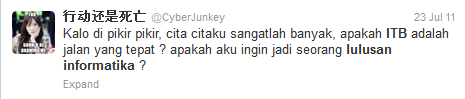 行动还是死亡 @CyberJunkey 23 Jul 11
Kalo di pikir pikir, cita citaku sangatlah banyak, apakah ITB adalah
jalan yang tepat ? apakah aku ingin jadi seorang lulusan
informatika ?
Expand